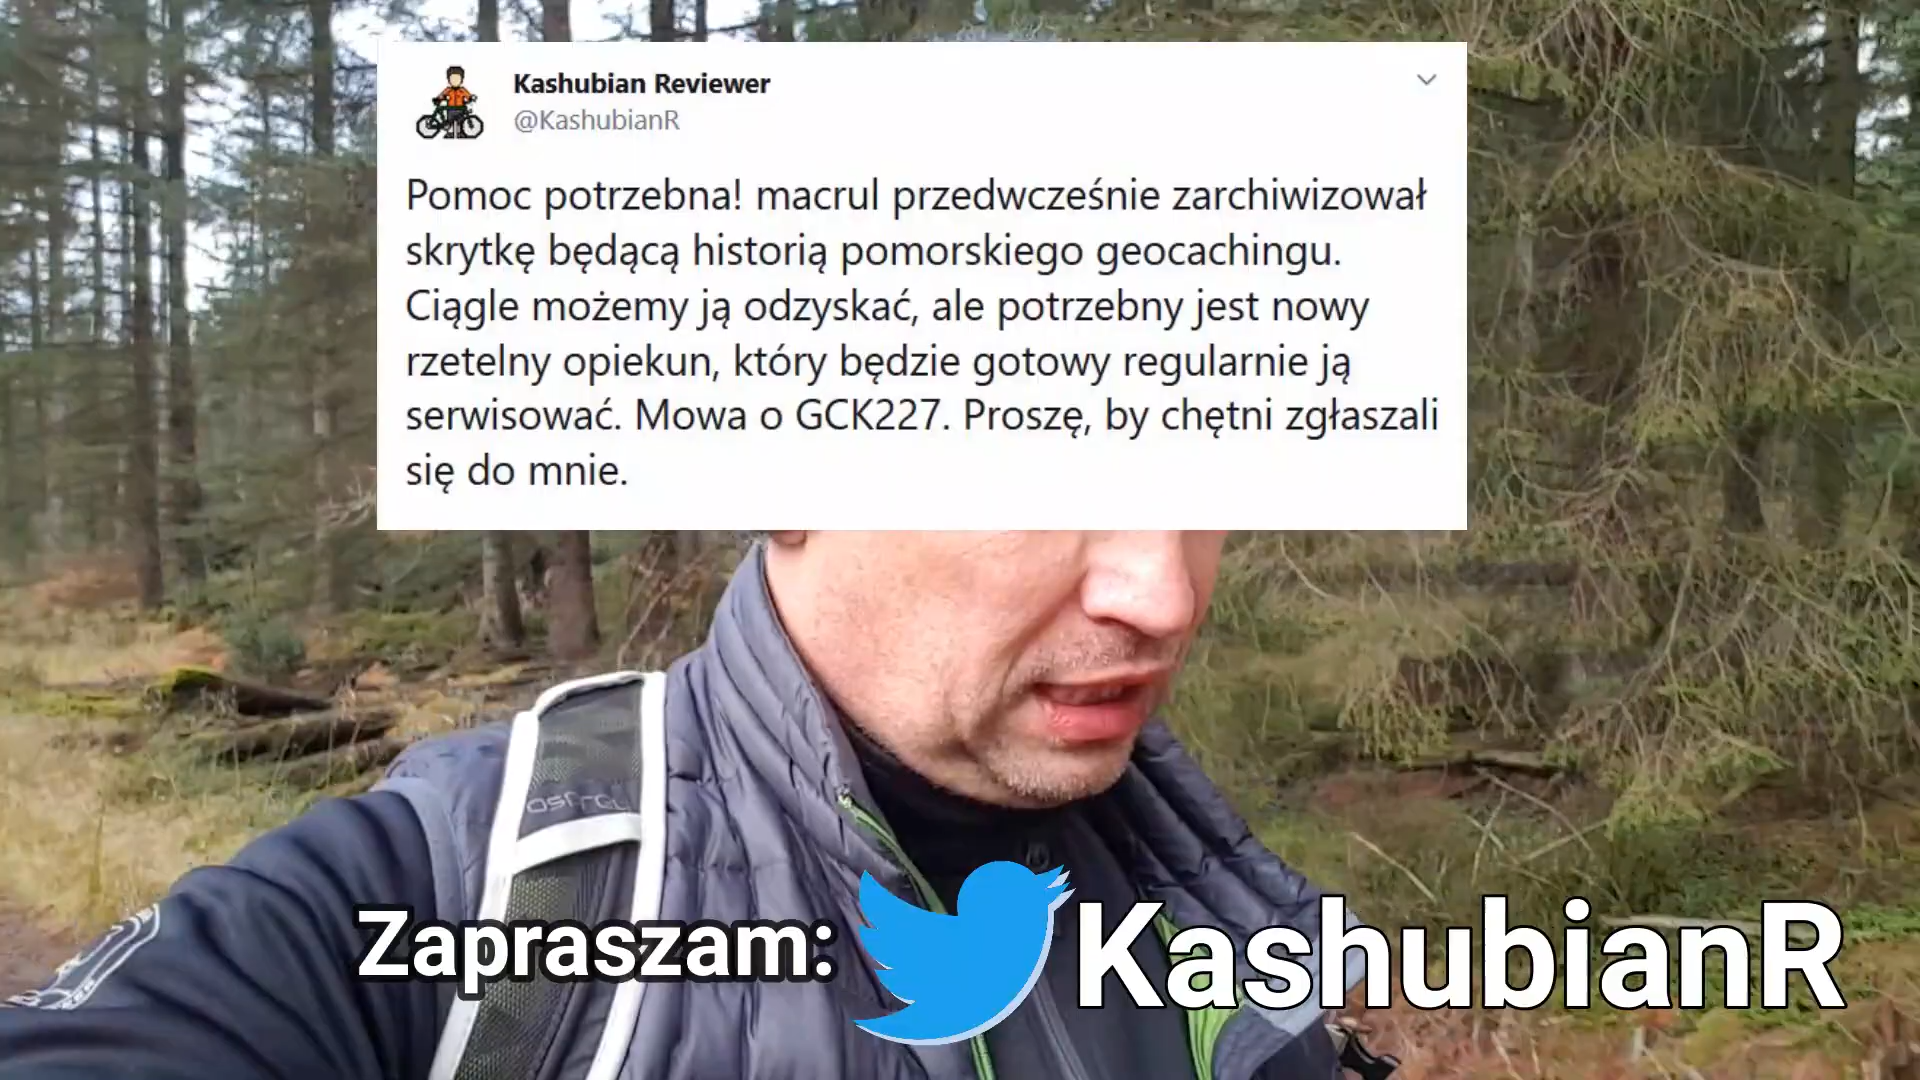 Kashubian Reviewer
@KashubianR
Pomoc potrzebna! macrul przedwcześnie zarchiwizował
skrytkę będącą historią pomorskiego geocachingu.
Ciągle możemy ją odzyskać, ale potrzebny jest nowy
rzetelny opiekun, który będzie gotowy regularnie ją
serwisować. Mowa o GCK227. Proszę, by chętni zgłaszali
się do mnie.
OSPREY
Zapraszam: KashubianR